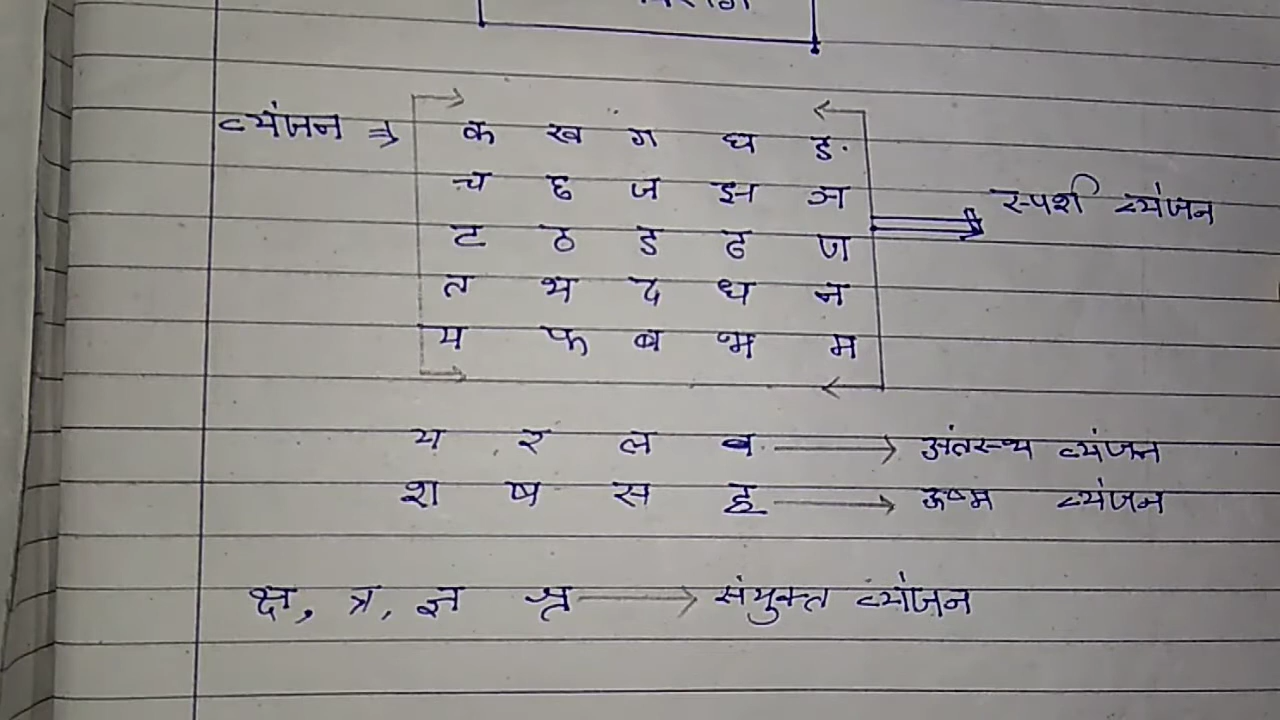 व्यंजन ⇒ क ख ग घ ङ
च छ ज झ ञ
ट ठ ड ढ ण
त थ द ध न
प फ ब भ म
स्पर्श व्यंजन
य र ल व → अंतस्थ व्यंजन
श ष स ह → ऊष्म व्यंजन
क्ष, त्र, ज्ञ श्र → संयुक्त व्यंजन